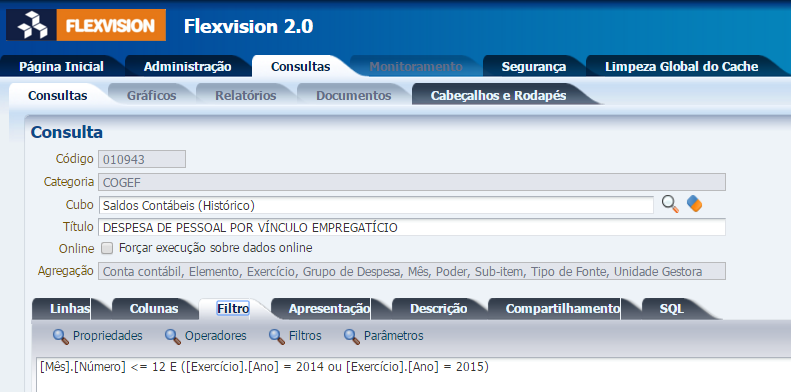 FLEXVISION Flexvision 2.0
Página Inicial Administração Consultas Monitoramento Segurança Limpeza Global do Cache
Consultas Gráficos Relatórios Documentos Cabeçalhos e Rodapés
Consulta
Código 010943
Categoria COGEF
Cubo Saldos Contábeis (Histórico)
Título DESPESA DE PESSOAL POR VÍNCULO EMPREGATÍCIO
Online Forçar execução sobre dados online
Agregação Conta contábil, Elemento, Exercício, Grupo de Despesa, Mês, Poder, Sub-item, Tipo de Fonte, Unidade Gestora
Linhas Colunas Filtro Apresentação Descrição Compartilhamento SQL
Propriedades Operadores Filtros Parâmetros
[Mês].[Número] <= 12 E ([Exercício].[Ano] = 2014 ou [Exercício].[Ano] = 2015)